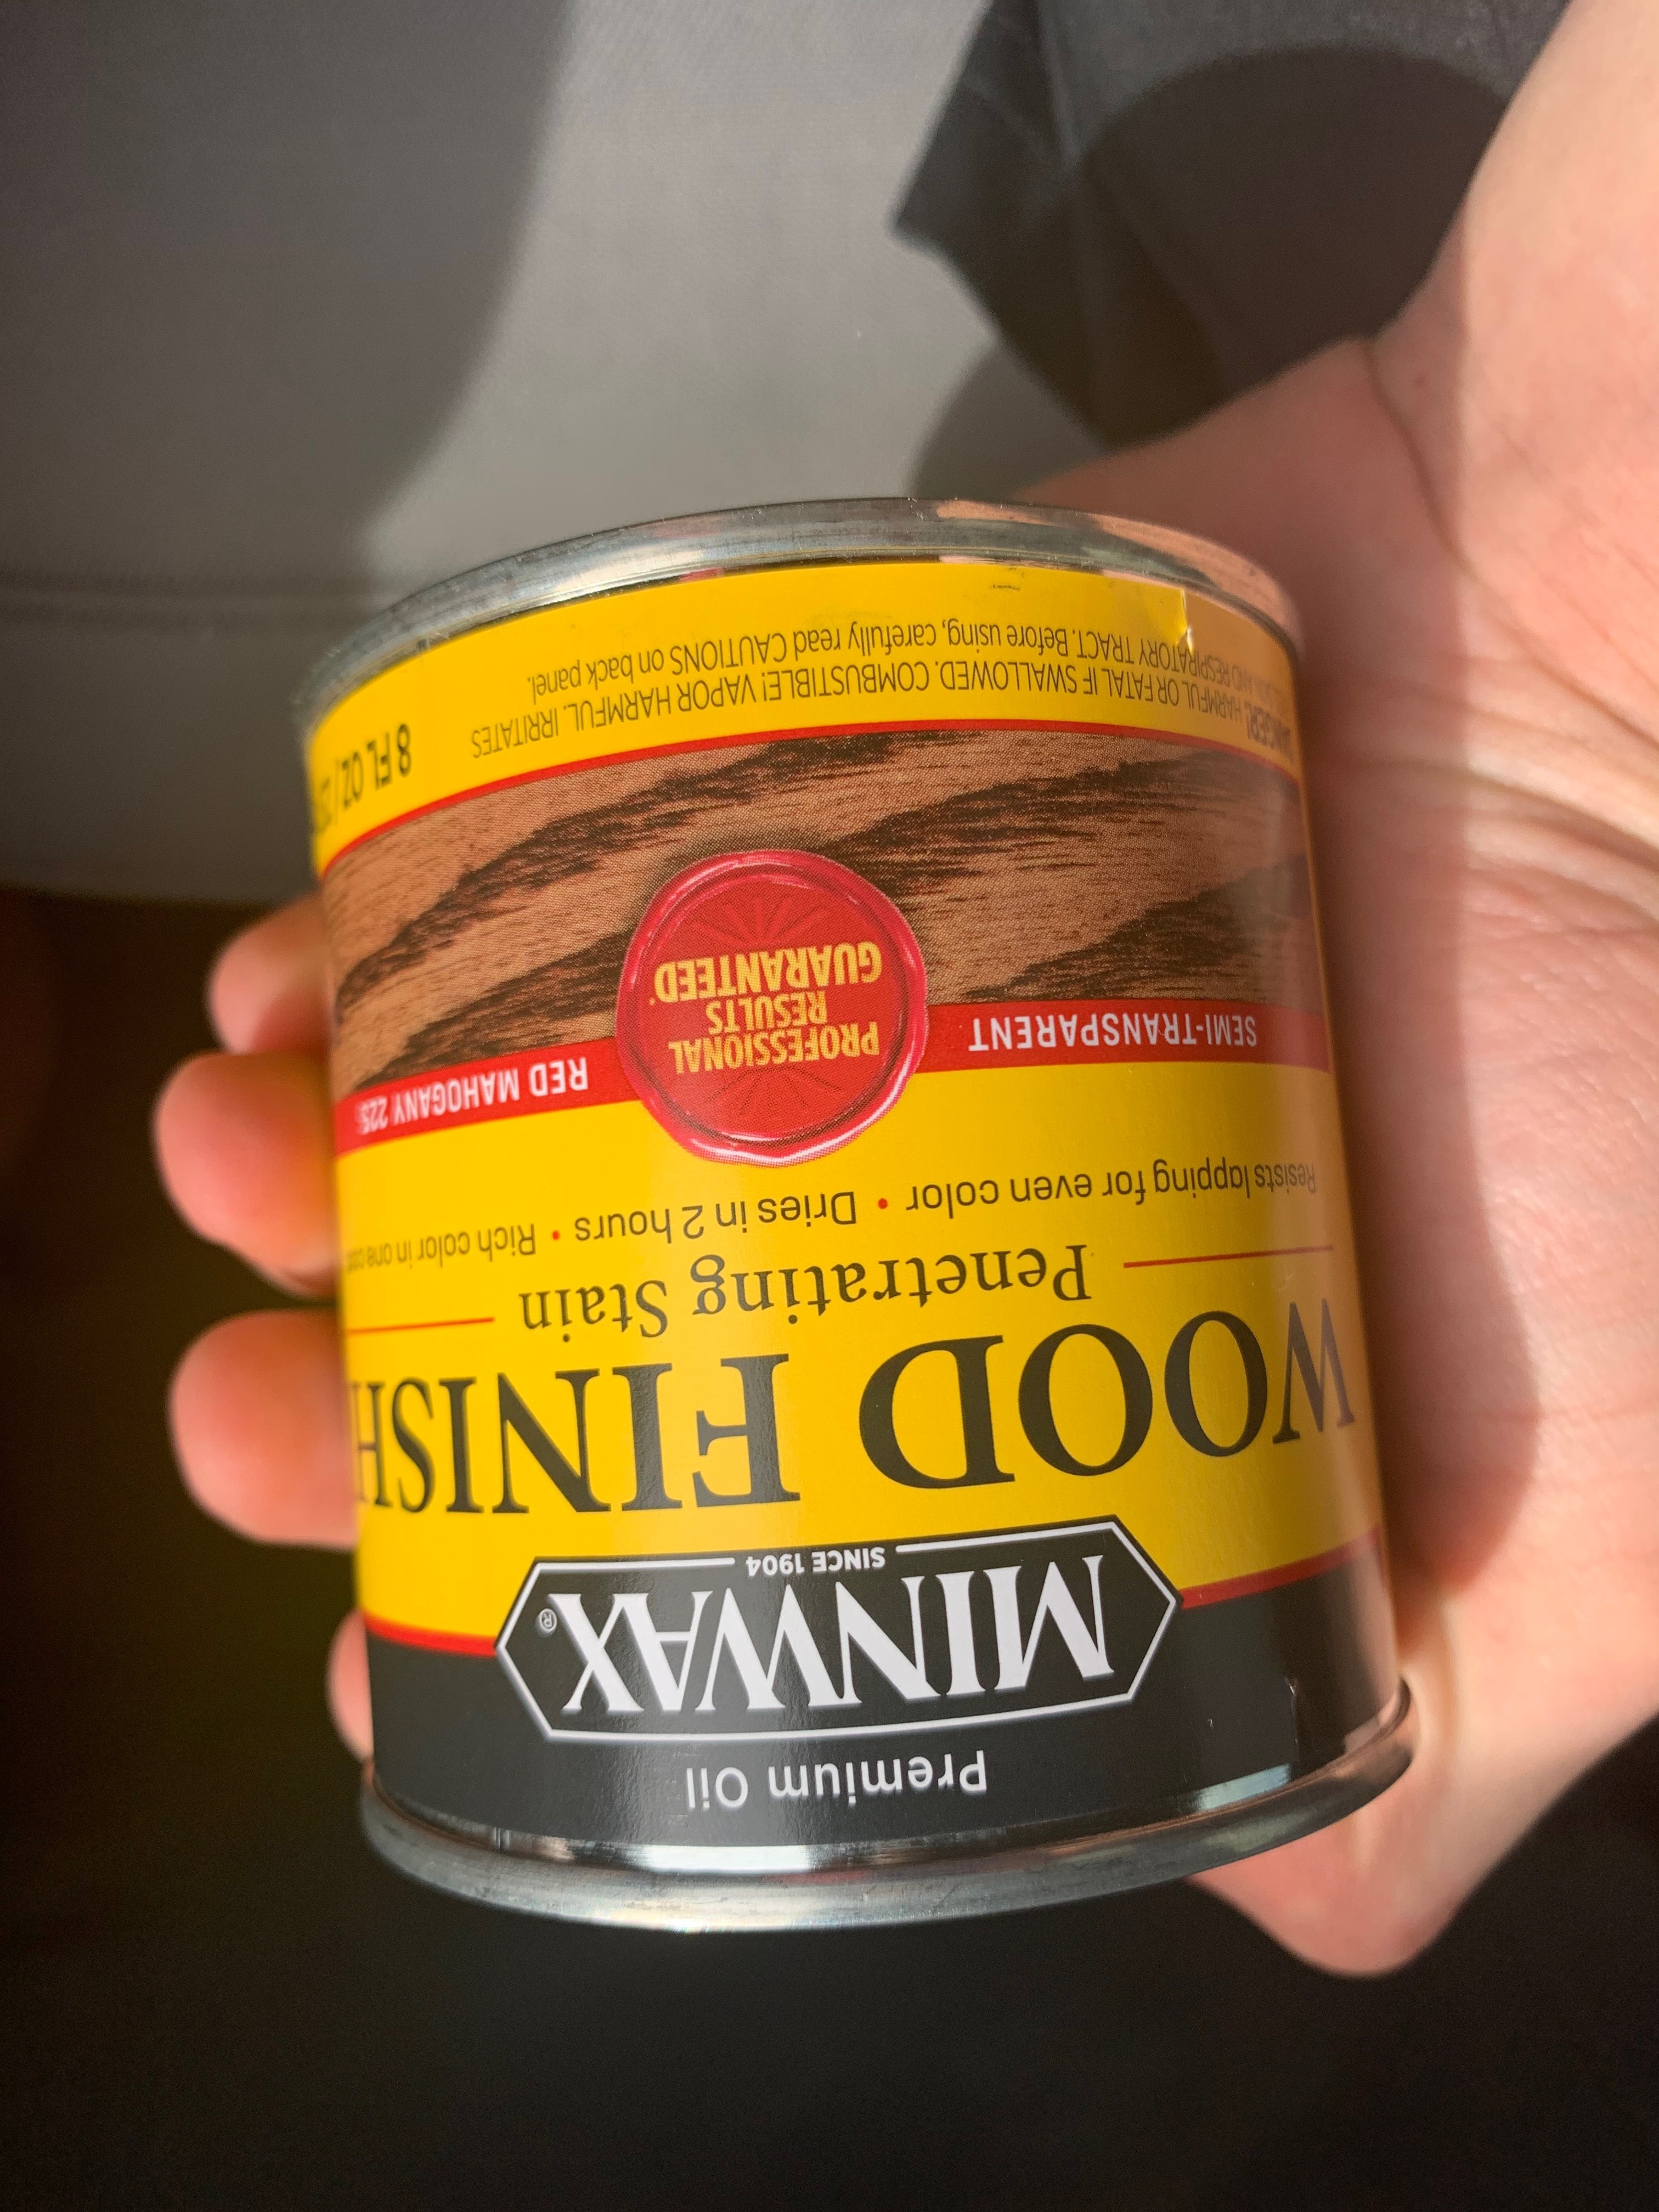 Premium Oil
MINWAX®
SINCE 1904
WOOD FINISH
Penetrating Stain
Resists lapping for even color • Dries in 2 hours • Rich color in one coat
SEMI-TRANSPARENT
PROFESSIONAL
RESULTS
GUARANTEED
RED MAHOGANY 225
HARMFUL OR FATAL IF SWALLOWED. COMBUSTIBLE! VAPOR HARMFUL. IRRITATES
AND RESPIRATORY TRACT. Before using, carefully read CAUTIONS on back panel.
8 FL OZ